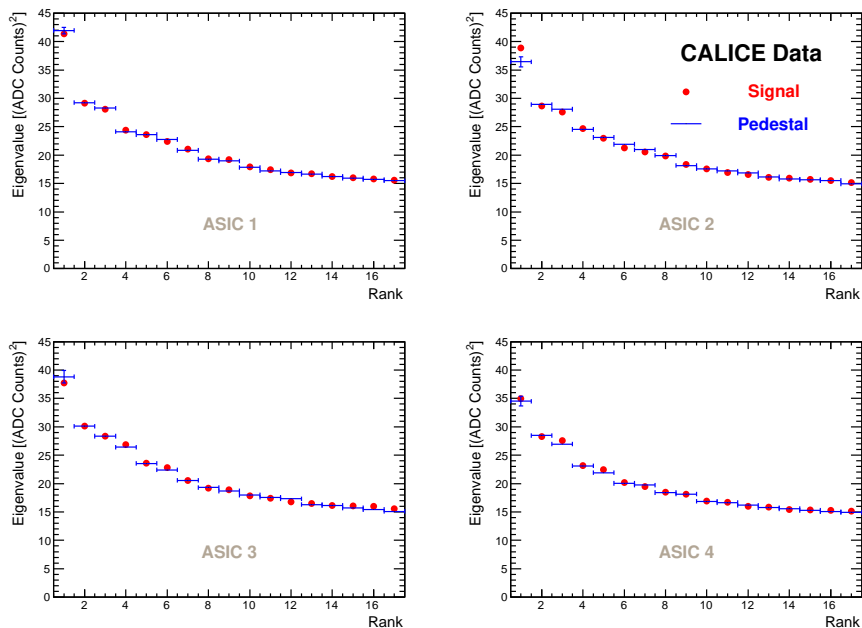 Eigenvalue [(ADC Counts)²]
45
40
35
30
25
20
15
10
5
0
ASIC 1
2 4 6 8 10 12 14 16
Rank
Eigenvalue [(ADC Counts)²]
45
40
35
30
25
20
15
10
5
0
CALICE Data
Signal
Pedestal
ASIC 2
2 4 6 8 10 12 14 16
Rank
Eigenvalue [(ADC Counts)²]
45
40
35
30
25
20
15
10
5
0
ASIC 3
2 4 6 8 10 12 14 16
Rank
Eigenvalue [(ADC Counts)²]
45
40
35
30
25
20
15
10
5
0
ASIC 4
2 4 6 8 10 12 14 16
Rank